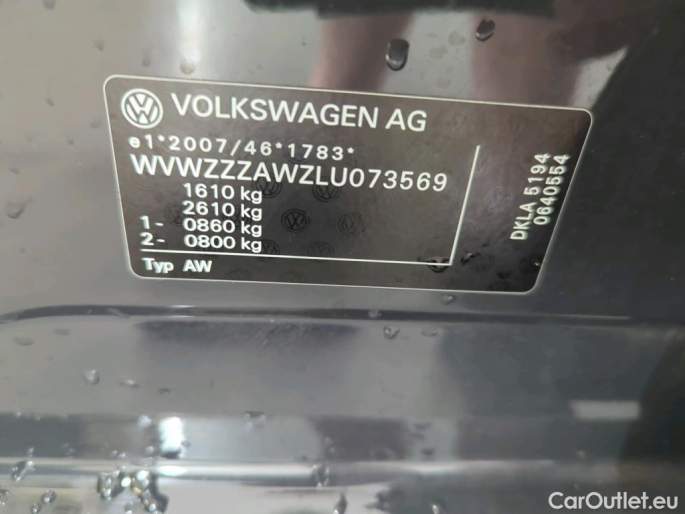 VOLKSWAGEN AG
e1*2007/46*1783*
WVWZZZAWZLU073569
1610 kg
2610 kg
1- 0860 kg
2- 0800 kg
Typ AW
DKLA 5194
0640554
CarOutlet.eu